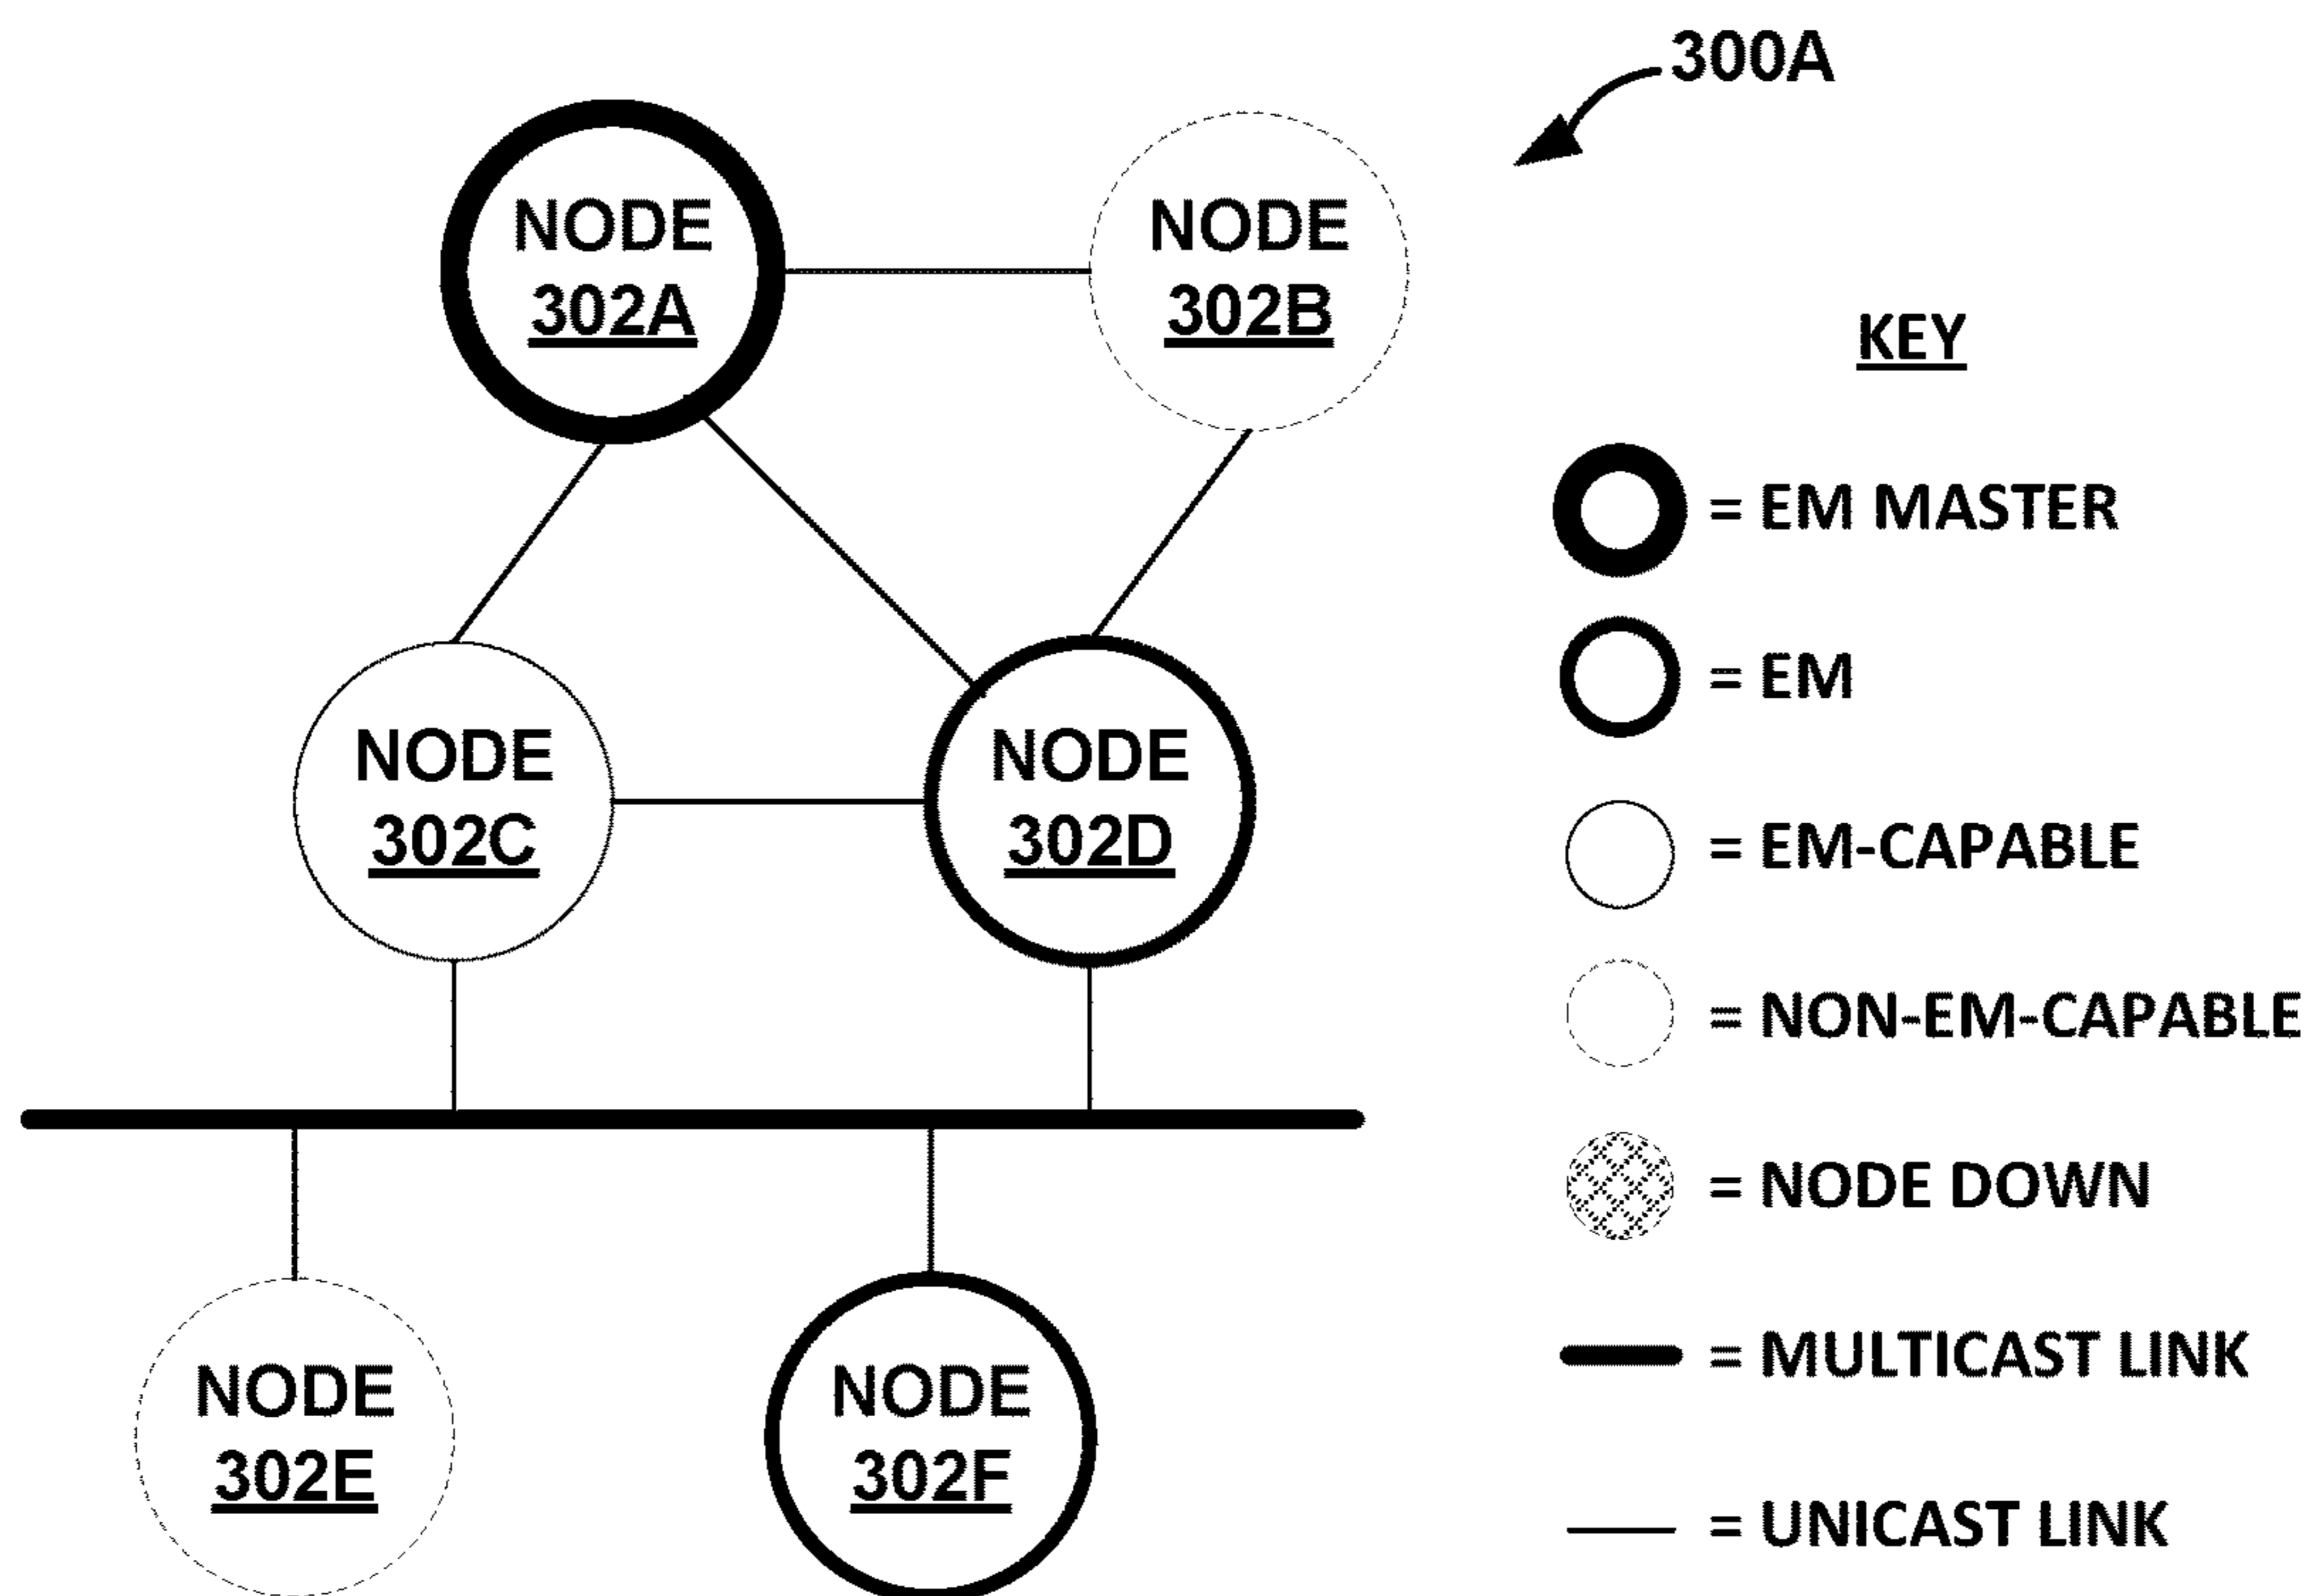 300A
NODE
302A
NODE
302B
NODE
302C
NODE
302D
NODE
302E
NODE
302F
KEY
= EM MASTER
= EM
= EM-CAPABLE
= NON-EM-CAPABLE
= NODE DOWN
= MULTICAST LINK
= UNICAST LINK